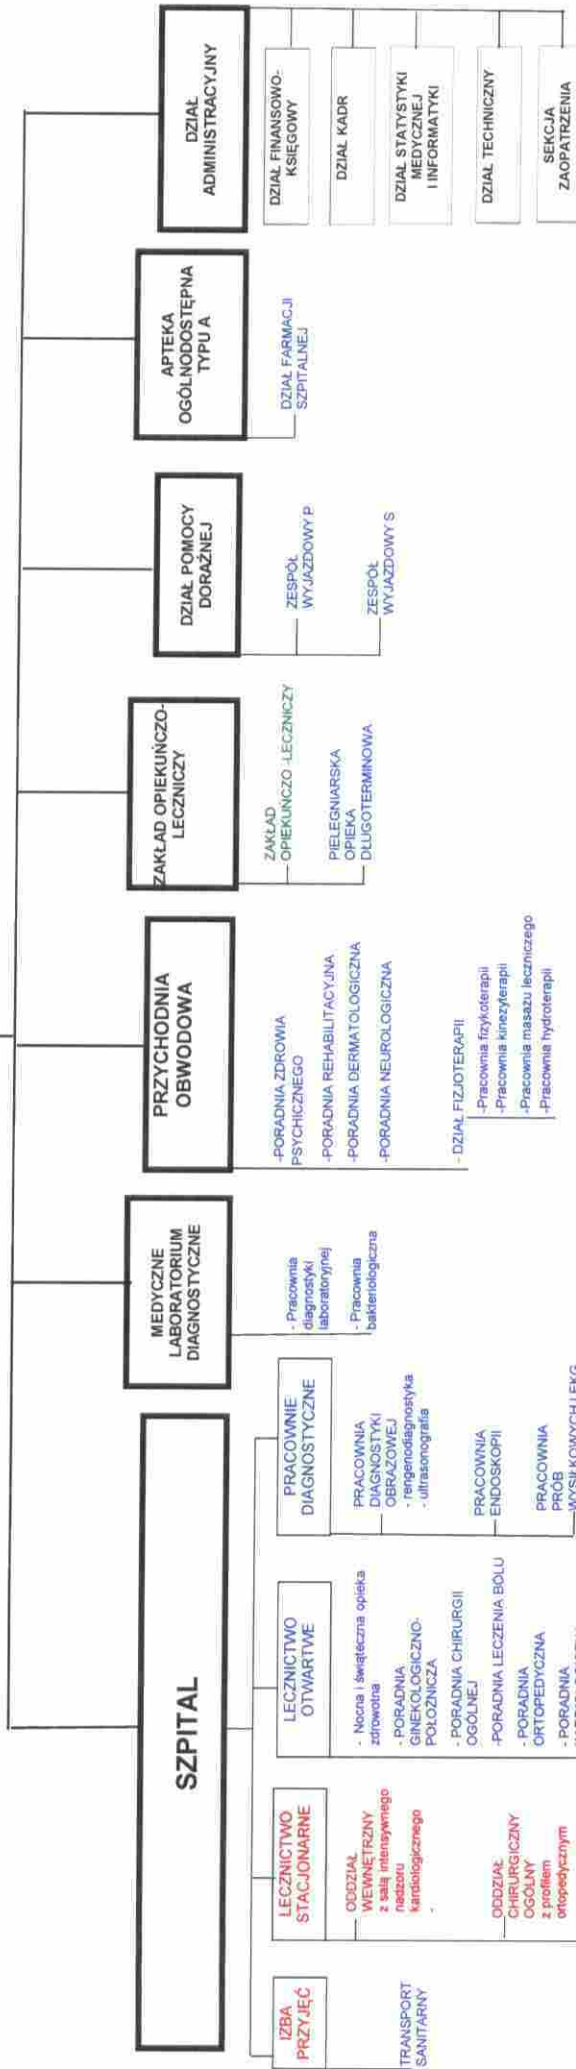 SZPITAL
IZBA
PRZYJĘĆ
TRANSPORT
SANITARNY
LECZNICTWO
STACJONARNE
ODDZIAŁ
WEWNĘTRZNY
z salą intensywnego
nadzoru
kardiologicznego
-
ODDZIAŁ
CHIRURGICZNY
OGÓLNY
z profilem
ortopedycznym
LECZNICTWO
OTWARTWE
- Nocna i świąteczna opieka
zdrowotna
- PORADNIA
GINEKOLOGICZNO-
POŁOŻNICZA
- PORADNIA CHIRURGII
OGÓLNEJ
-PORADNIA LECZENIA BÓLU
- PORADNIA
ORTOPEDYCZNA
- PORADNIA
PRACOWNIE
DIAGNOSTYCZNE
PRACOWNIA
DIAGNOSTYKI
OBRAZOWEJ
- rengenodiagnostyka
- ultrasonografia
PRACOWNIA
ENDOSKOPII
PRACOWNIA
PRÓB
WYSIŁKOWYCH I EKG
MEDYCZNE
LABORATORIUM
DIAGNOSTYCZNE
- Pracownia
diagnostyki
laboratoryjnej
- Pracownia
bakteriologiczna
PRZYCHODNIA
OBWODOWA
-PORADNIA ZDROWIA
PSYCHICZNEGO
-PORADNIA REHABILITACYJNA
-PORADNIA DERMATOLOGICZNA
-PORADNIA NEUROLOGICZNA
- DZIAŁ FIZJOTERAPII
-Pracownia fizykoterapii
-Pracownia kinezyterapii
-Pracownia masażu leczniczego
-Pracownia hydroterapii
ZAKŁAD OPIEKUŃCZO-
LECZNICZY
ZAKŁAD
OPIEKUŃCZO -LECZNICZY
PIELEGNIARSKA
OPIEKA
DŁUGOTERMINOWA
DZIAŁ POMOCY
DORAŹNEJ
ZESPÓŁ
WYJAZDOWY P
ZESPÓŁ
WYJAZDOWY S
APTEKA
OGÓLNODOSTĘPNA
TYPU A
DZIAŁ FARMACJI
SZPITALNEJ
DZIAŁ
ADMINISTRACYJNY
DZIAŁ FINANSOWO-
KSIĘGOWY
DZIAŁ KADR
DZIAŁ STATYSTYKI
MEDYCZNEJ
I INFORMATYKI
DZIAŁ TECHNICZNY
SEKCJA
ZAOPATRZENIA